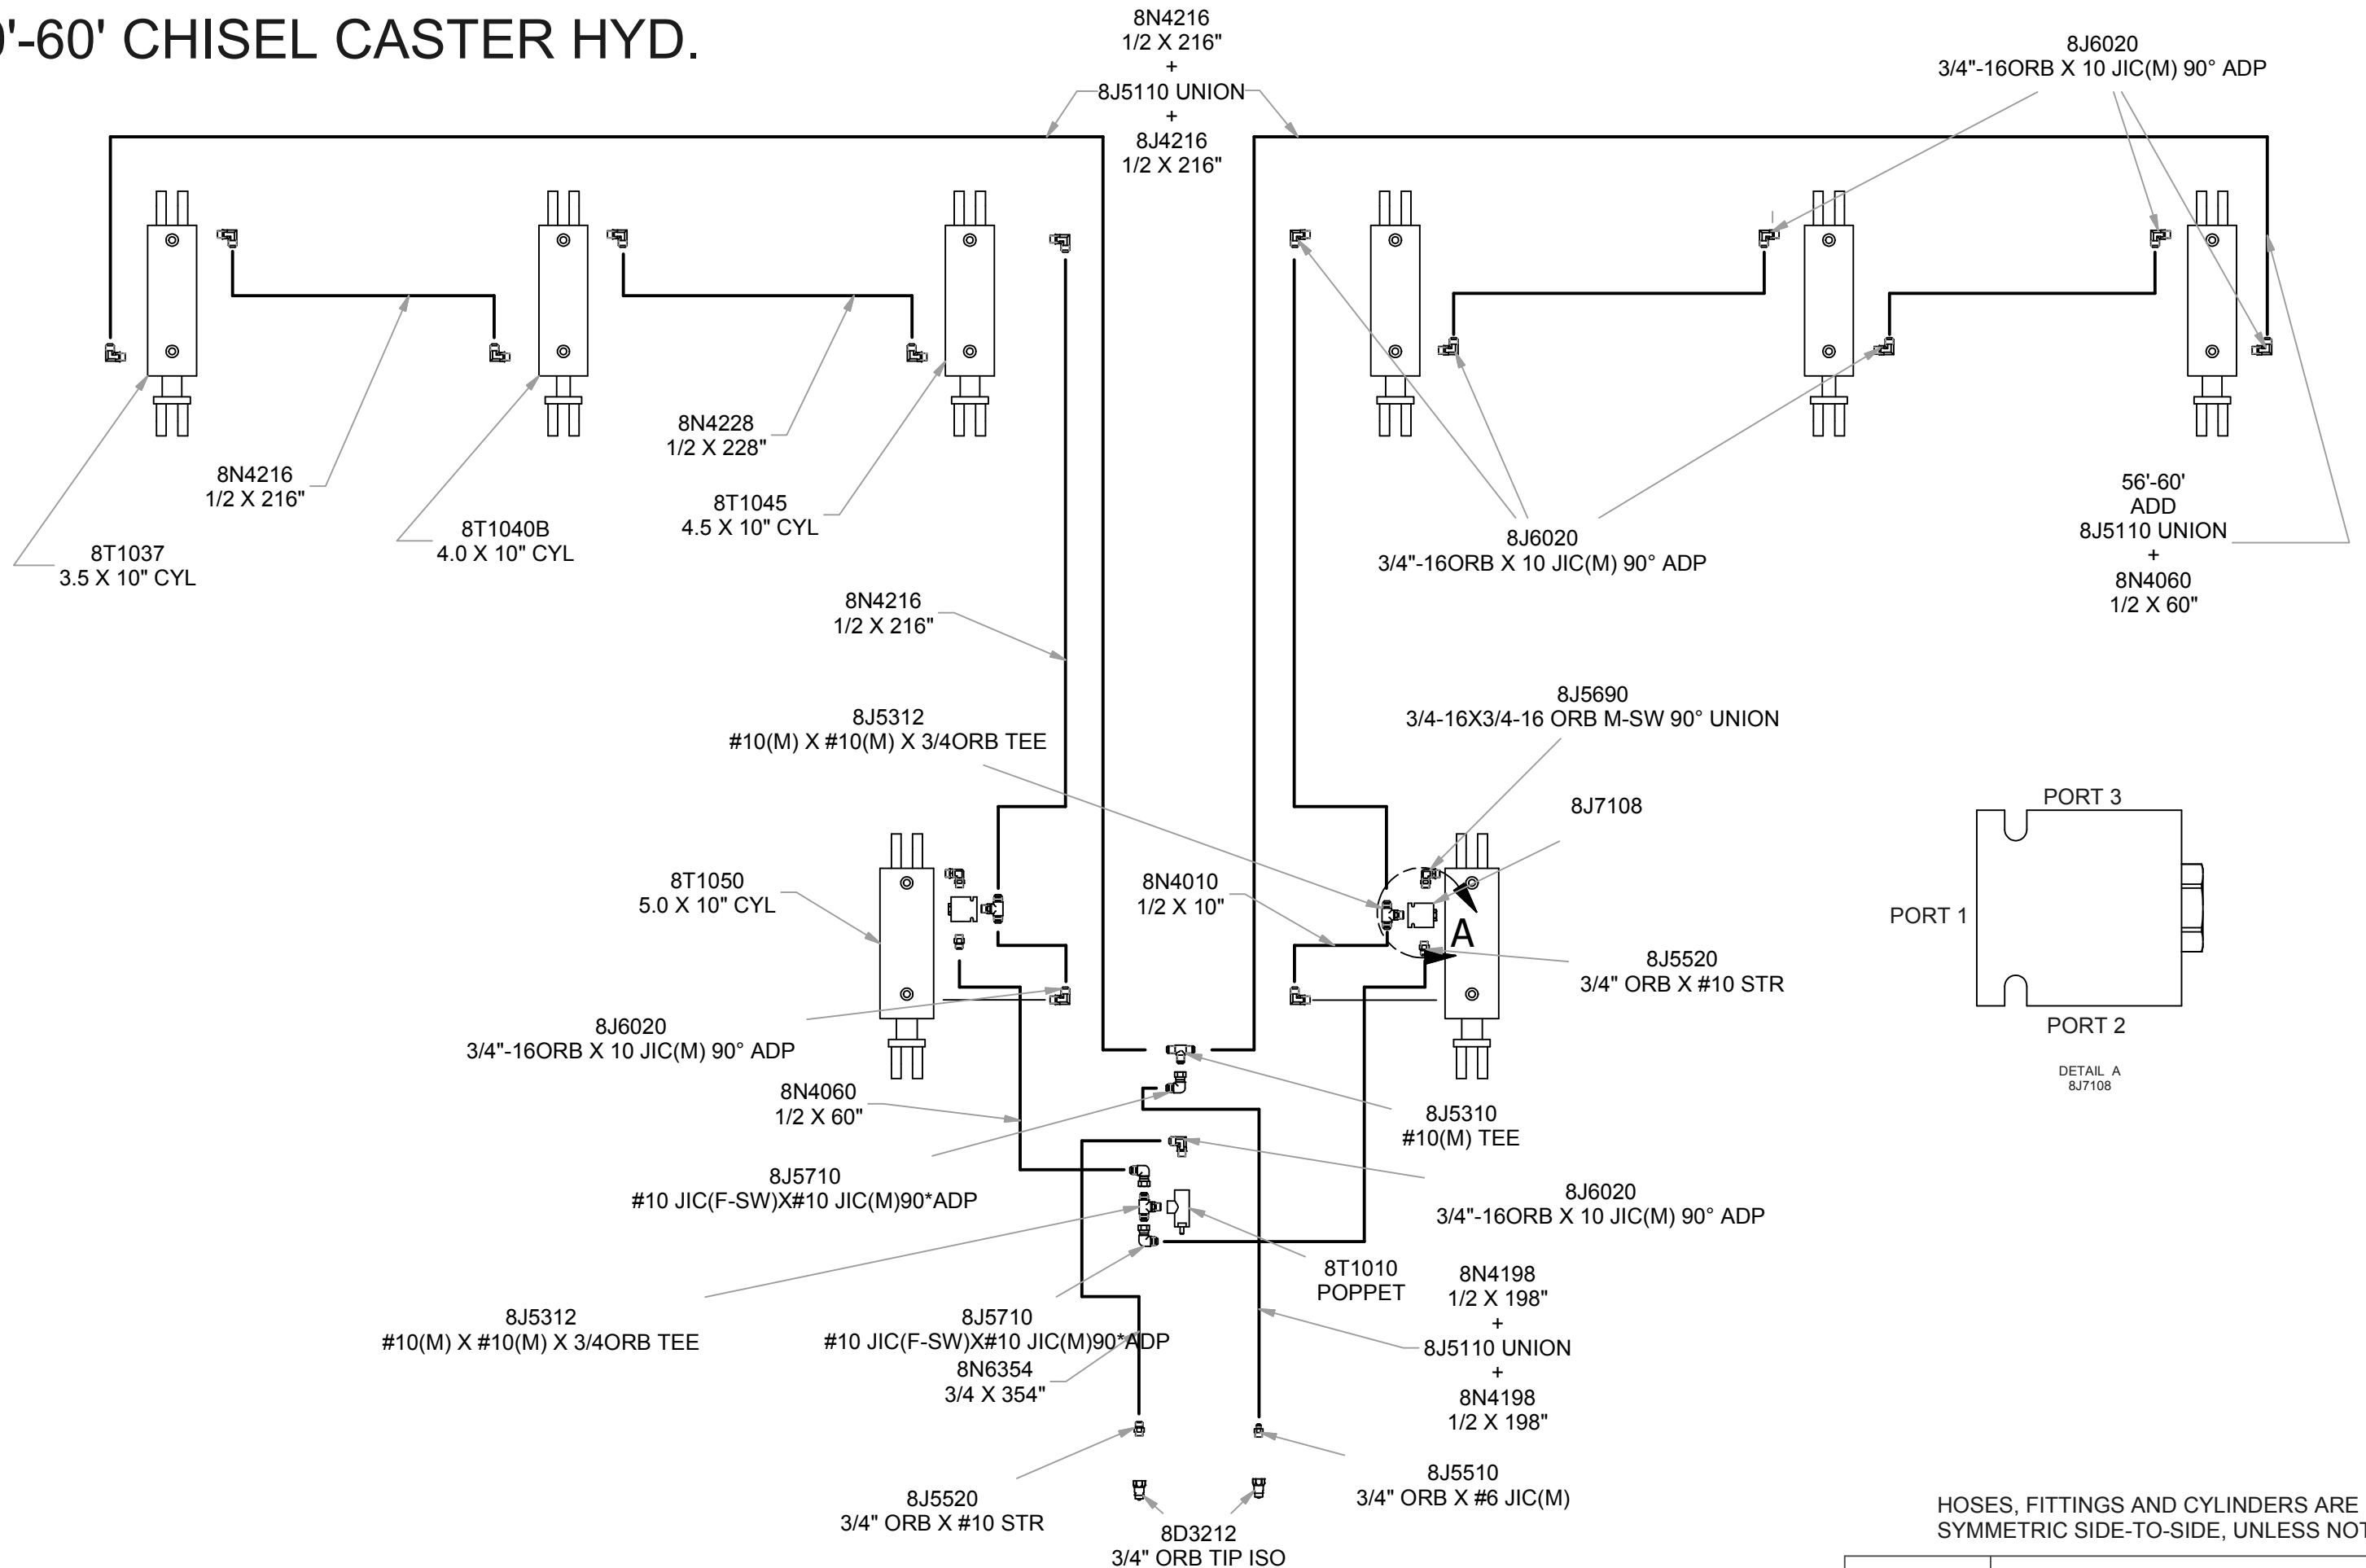 0'-60' CHISEL CASTER HYD.
8N4216
1/2 X 216"
+
8J5110 UNION
+
8J4216
1/2 X 216"
8J6020
3/4"-16ORB X 10 JIC(M) 90° ADP
8N4216
1/2 X 216"
8N4228
1/2 X 228"
8T1037
3.5 X 10" CYL
8T1040B
4.0 X 10" CYL
8T1045
4.5 X 10" CYL
8J6020
3/4"-16ORB X 10 JIC(M) 90° ADP
56'-60'
ADD
8J5110 UNION
+
8N4060
1/2 X 60"
8N4216
1/2 X 216"
8J5312
#10(M) X #10(M) X 3/4ORB TEE
8J5690
3/4-16X3/4-16 ORB M-SW 90° UNION
8J7108
8T1050
5.0 X 10" CYL
8N4010
1/2 X 10"
A
8J5520
3/4" ORB X #10 STR
PORT 3
PORT 1
PORT 2
DETAIL A
8J7108
8J6020
3/4"-16ORB X 10 JIC(M) 90° ADP
8N4060
1/2 X 60"
8J5310
#10(M) TEE
8J5710
#10 JIC(F-SW)X#10 JIC(M)90*ADP
8J6020
3/4"-16ORB X 10 JIC(M) 90° ADP
8T1010
POPPET
8N4198
1/2 X 198"
+
8J5110 UNION
+
8N4198
1/2 X 198"
8J5312
#10(M) X #10(M) X 3/4ORB TEE
8J5710
#10 JIC(F-SW)X#10 JIC(M)90*ADP
8N6354
3/4 X 354"
8J5520
3/4" ORB X #10 STR
8J5510
3/4" ORB X #6 JIC(M)
8D3212
3/4" ORB TIP ISO
HOSES, FITTINGS AND CYLINDERS ARE
SYMMETRIC SIDE-TO-SIDE, UNLESS